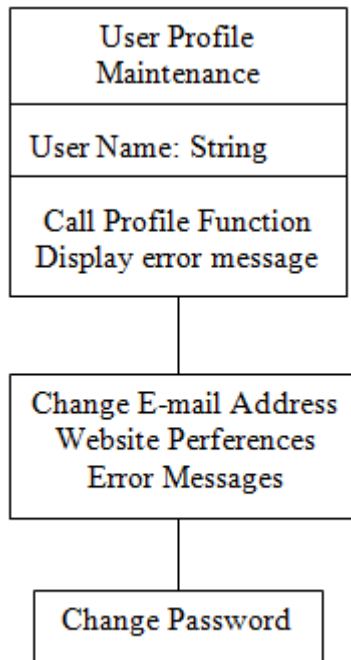 User Profile
Maintenance
User Name: String
Call Profile Function
Display error message
Change E-mail Address
Website Perferences
Error Messages
Change Password